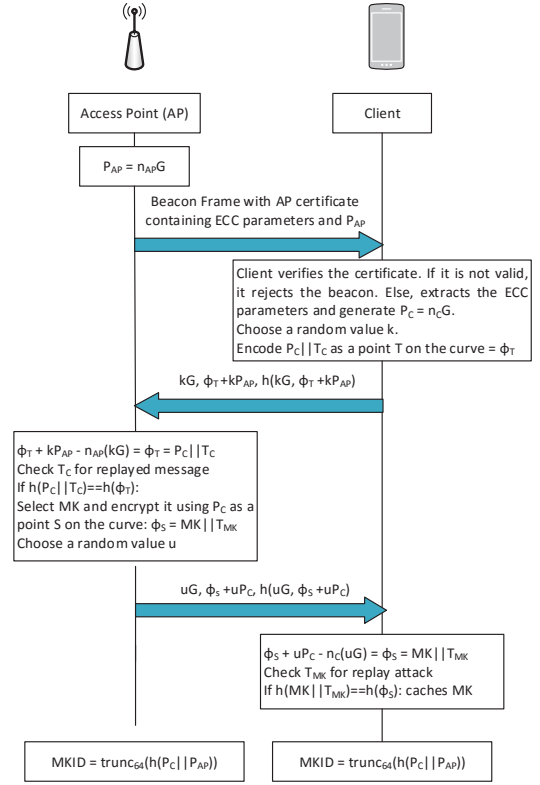 Access Point (AP)
Client
P_AP = n_APG
Beacon Frame with AP certificate
containing ECC parameters and P_AP
Client verifies the certificate. If it is not valid,
it rejects the beacon. Else, extracts the ECC
parameters and generate P_C = n_CG.
Choose a random value k.
Encode P_C||T_C as a point T on the curve = ϕ_T
kG, ϕ_T+kP_AP, h(kG, ϕ_T +kP_AP)
ϕ_T + kP_AP - n_AP(kG) = ϕ_T = P_C||T_C
Check T_C for replayed message
If h(P_C||T_C)==h(ϕ_T):
Select MK and encrypt it using P_C as a
point S on the curve: ϕ_S = MK||T_MK
Choose a random value u
uG, ϕ_s +uP_C, h(uG, ϕ_s +uP_C)
ϕ_S + uP_C - n_C(uG) = ϕ_S = MK||T_MK
Check T_MK for replay attack
If h(MK||T_MK)==h(ϕ_S): caches MK
MKID = trunc_64(h(P_C||P_AP))
MKID = trunc_64(h(P_C||P_AP))